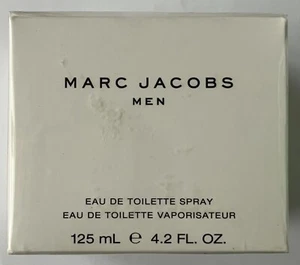 MARC JACOBS
MEN
EAU DE TOILETTE SPRAY
EAU DE TOILETTE VAPORISATEUR
125 mL ℮ 4.2 FL. OZ.